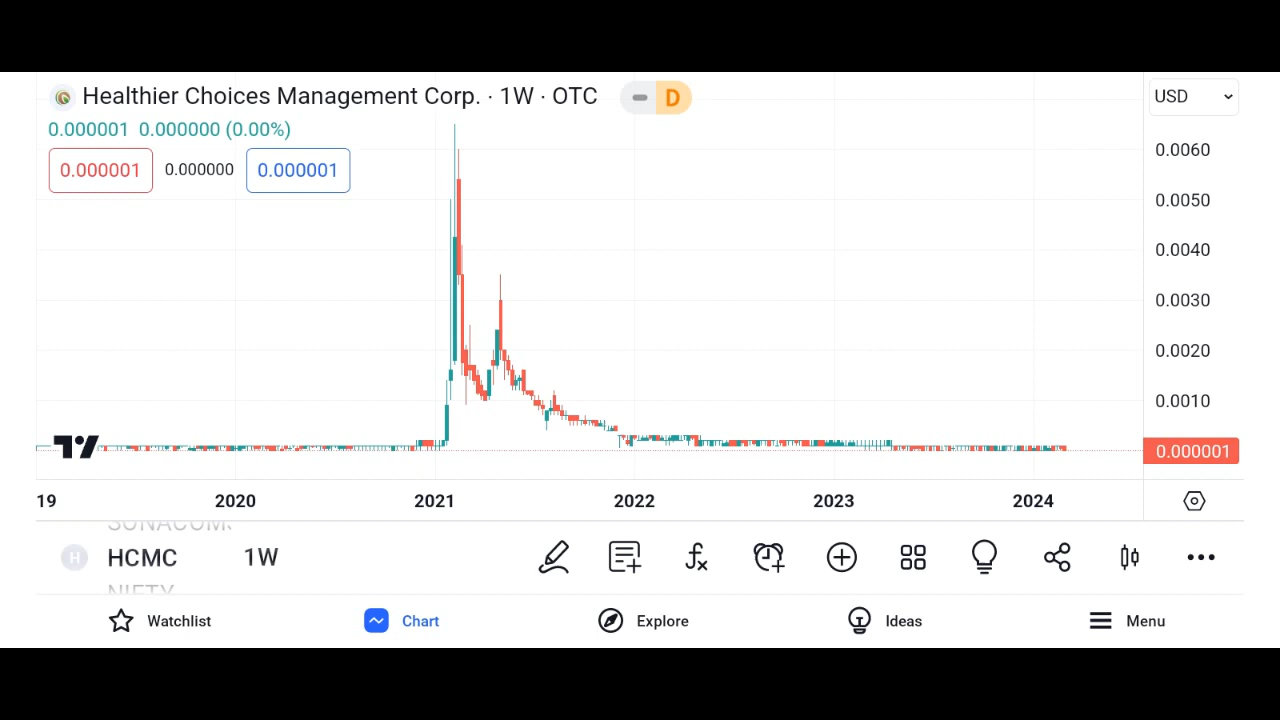 Healthier Choices Management Corp. · 1W · OTC
D
USD
0.000001 0.000000 (0.00%)
0.000001 0.000000 0.000001
0.0060
0.0050
0.0040
0.0030
0.0020
0.0010
0.000001
19 2020 2021 2022 2023 2024
SONACOMS
H HCMC 1W
NIFTY
Watchlist Chart Explore Ideas Menu